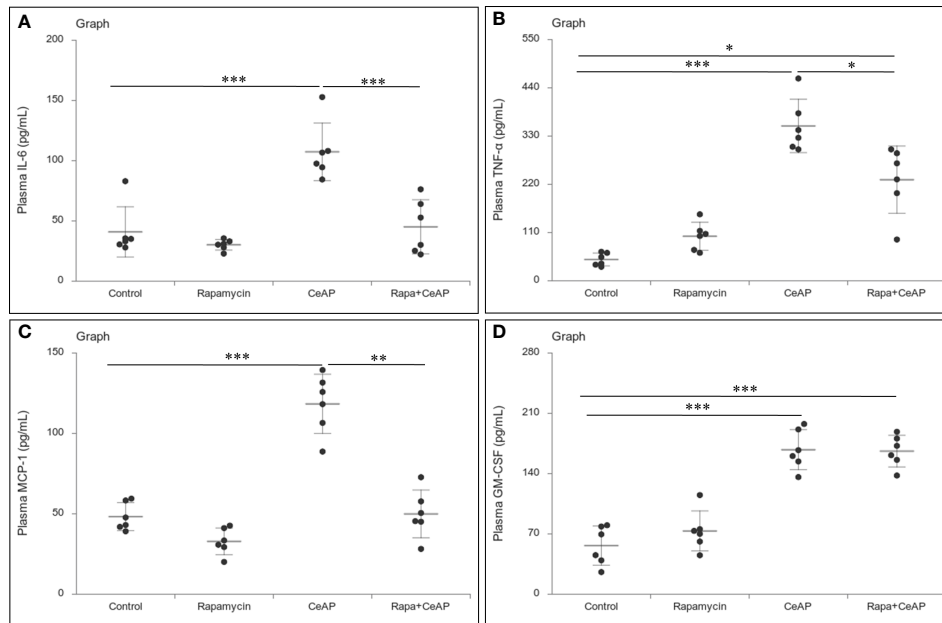 A
Graph
200
150
100
50
0
Plasma IL-6 (pg/mL)
***
***
Control
Rapamycin
CeAP
Rapa+CeAP
B
Graph
550
440
330
220
110
0
Plasma TNF-α (pg/mL)
*
***
*
Control
Rapamycin
CeAP
Rapa+CeAP
C
Graph
150
100
50
0
Plasma MCP-1 (pg/mL)
***
**
Control
Rapamycin
CeAP
Rapa+CeAP
D
Graph
280
210
140
70
0
Plasma GM-CSF (pg/mL)
***
***
Control
Rapamycin
CeAP
Rapa+CeAP